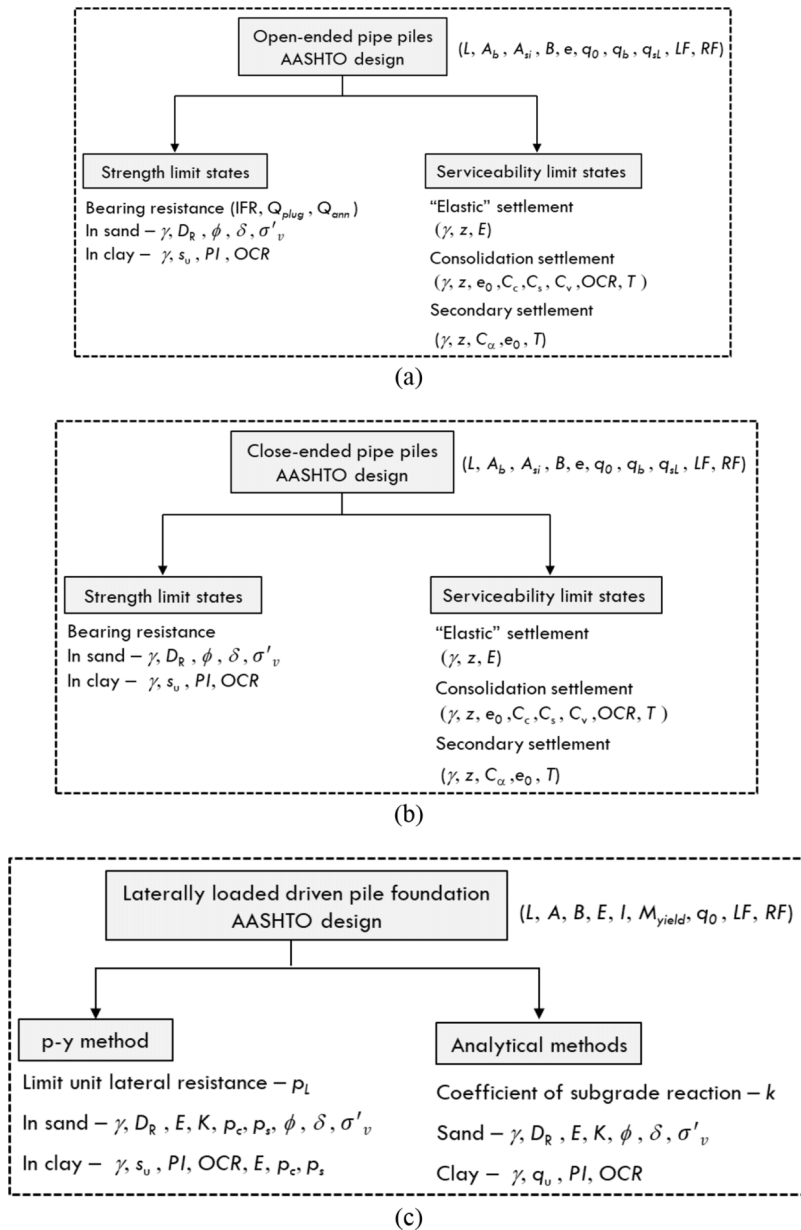 Open-ended pipe piles
AASHTO design
(L, A_b, A_si, B, e, q_0, q_b, q_sL, LF, RF)
Strength limit states
Bearing resistance (IFR, Q_plug, Q_ann)
In sand – γ, D_R, ϕ, δ, σ′_v
In clay – γ, s_u, PI, OCR
Serviceability limit states
“Elastic” settlement
(γ, z, E)
Consolidation settlement
(γ, z, e_0, C_c, C_s, C_v, OCR, T)
Secondary settlement
(γ, z, C_α, e_0, T)
(a)
Close-ended pipe piles
AASHTO design
(L, A_b, A_si, B, e, q_0, q_b, q_sL, LF, RF)
Strength limit states
Bearing resistance
In sand – γ, D_R, ϕ, δ, σ′_v
In clay – γ, s_u, PI, OCR
Serviceability limit states
“Elastic” settlement
(γ, z, E)
Consolidation settlement
(γ, z, e_0, C_c, C_s, C_v, OCR, T)
Secondary settlement
(γ, z, C_α, e_0, T)
(b)
Laterally loaded driven pile foundation
AASHTO design
(L, A, B, E, I, M_yield, q_0, LF, RF)
p-y method
Limit unit lateral resistance – p_L
In sand – γ, D_R, E, K, p_c, p_s, ϕ, δ, σ′_v
In clay – γ, s_u, PI, OCR, E, p_c, p_s
Analytical methods
Coefficient of subgrade reaction – k
Sand – γ, D_R, E, K, ϕ, δ, σ′_v
Clay – γ, q_u, PI, OCR
(c)